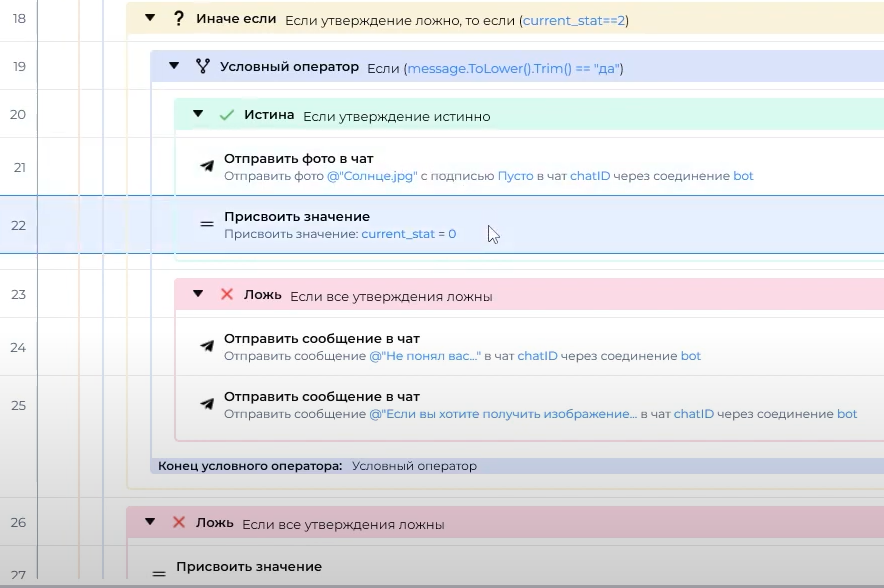 18 ? Иначе если Если утверждение ложно, то если (current_stat==2)
19 Условный оператор Если (message.ToLower().Trim() == "да")
20 Истина Если утверждение истинно
21 Отправить фото в чат
Отправить фото @"Солнце.jpg" с подписью Пусто в чат chatID через соединение bot
22 Присвоить значение
Присвоить значение: current_stat = 0
23 Ложь Если все утверждения ложны
24 Отправить сообщение в чат
Отправить сообщение @"Не понял вас..." в чат chatID через соединение bot
25 Отправить сообщение в чат
Отправить сообщение @"Если вы хотите получить изображение... в чат chatID через соединение bot
Конец условного оператора: Условный оператор
26 Ложь Если все утверждения ложны
27 Присвоить значение